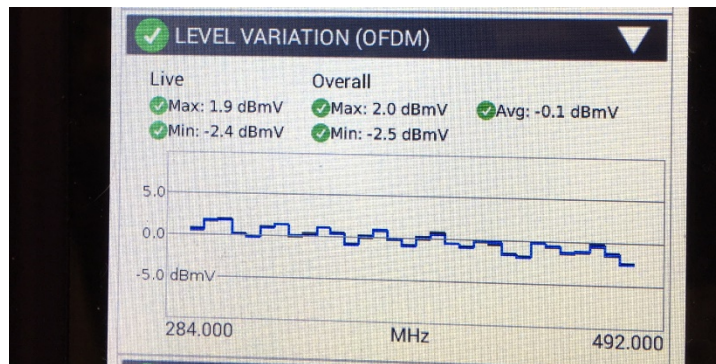 LEVEL VARIATION (OFDM)
Live Overall
Max: 1.9 dBmV Max: 2.0 dBmV Avg: -0.1 dBmV
Min: -2.4 dBmV Min: -2.5 dBmV
5.0
0.0
-5.0 dBmV
284.000 MHz 492.000